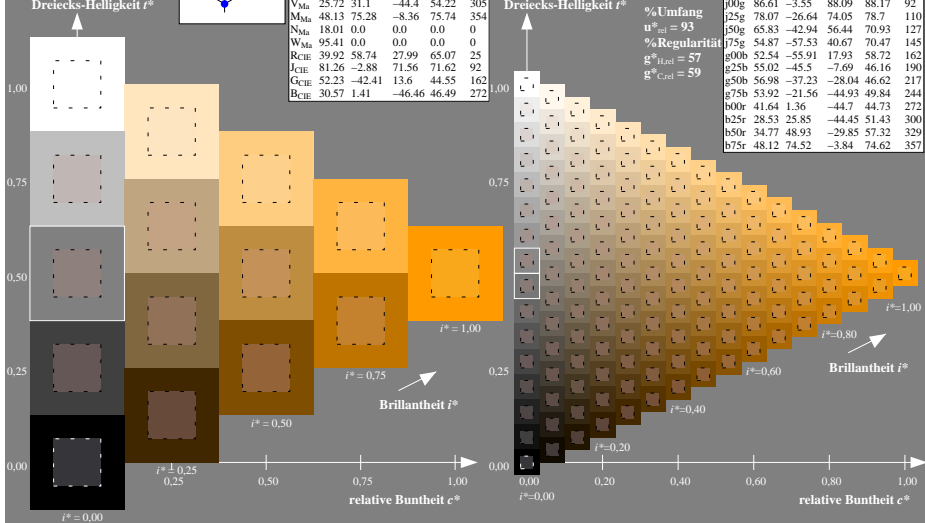 Dreiecks-Helligkeit t*
V_Ma 25.72 31.1 −44.4 54.22 305
M_Ma 48.13 75.28 −8.36 75.74 354
N_Ma 18.01 0.0 0.0 0.0 0
W_Ma 95.41 0.0 0.0 0.0 0
R_CIE 39.92 58.74 27.99 65.07 25
J_CIE 81.26 −2.88 71.56 71.62 92
G_CIE 52.23 −42.41 13.6 44.55 162
B_CIE 30.57 1.41 −46.46 46.49 272
1,00
0,75
0,50
0,25
0,00
i* = 1,00
i* = 0,75
Brillantheit i*
i* = 0,50
i* = 0,25
0,25 0,50 0,75 1,00
relative Buntheit c*
i* = 0,00
Dreiecks-Helligkeit t*
%Umfang
u*rel = 93
%Regularität
g*H,rel = 57
g*C,rel = 59
j00g 86.61 −3.55 88.09 88.17 92
j25g 78.07 −26.64 74.05 78.7 110
j50g 65.83 −42.94 56.44 70.93 127
j75g 54.87 −57.53 40.67 70.47 145
g00b 52.54 −55.91 17.93 58.72 162
g25b 55.02 −45.5 −7.69 46.16 190
g50b 56.98 −37.23 −28.04 46.62 217
g75b 53.92 −21.56 −44.93 49.84 244
b00r 41.64 1.36 −44.7 44.73 272
b25r 28.53 25.85 −44.45 51.43 300
b50r 34.77 48.93 −29.85 57.32 329
b75r 48.12 74.52 −3.84 74.62 357
1,00
0,75
0,50
0,25
0,00
i*=1,00
i*=0,80
Brillantheit i*
i*=0,60
i*=0,40
i*=0,20
0,00 0,20 0,40 0,60 0,80 1,00
i*=0,00
relative Buntheit c*